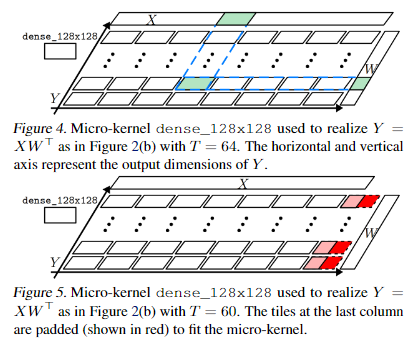 X
dense_128x128
W
Y
Figure 4. Micro-kernel dense_128x128 used to realize Y =
XW⊤ as in Figure 2(b) with T = 64. The horizontal and vertical
axis represent the output dimensions of Y.
X
dense_128x128
W
Y
Figure 5. Micro-kernel dense_128x128 used to realize Y =
XW⊤ as in Figure 2(b) with T = 60. The tiles at the last column
are padded (shown in red) to fit the micro-kernel.